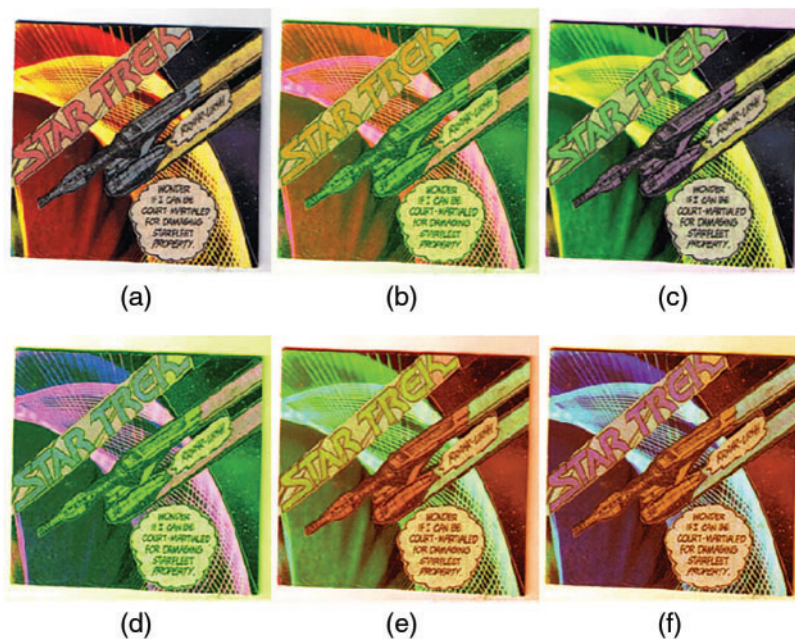 STAR TREK
FOOM-LOOM!
WONDER
IF I CAN BE
COURT-MARTIALED
FOR DAMAGING
STARFLEET
PROPERTY.
(a)
STAR TREK
WONDER
IF I CAN BE
COURT-MARTIALED
FOR DAMAGING
STARFLEET
PROPERTY.
(b)
STAR TREK
WONDER
IF I CAN BE
COURT-MARTIALED
FOR DAMAGING
STARFLEET
PROPERTY.
(c)
STAR TREK
WONDER
IF I CAN BE
COURT-MARTIALED
FOR DAMAGING
STARFLEET
PROPERTY.
(d)
STAR TREK
WONDER
IF I CAN BE
COURT-MARTIALED
FOR DAMAGING
STARFLEET
PROPERTY.
(e)
STAR TREK
WONDER
IF I CAN BE
COURT-MARTIALED
FOR DAMAGING
STARFLEET
PROPERTY.
(f)